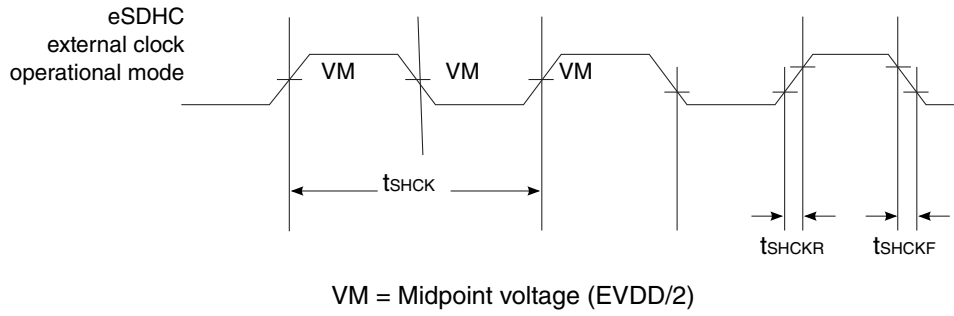 eSDHC
external clock
operational mode
VM VM VM
tSHCK
tSHCKR tSHCKF
VM = Midpoint voltage (EVDD/2)